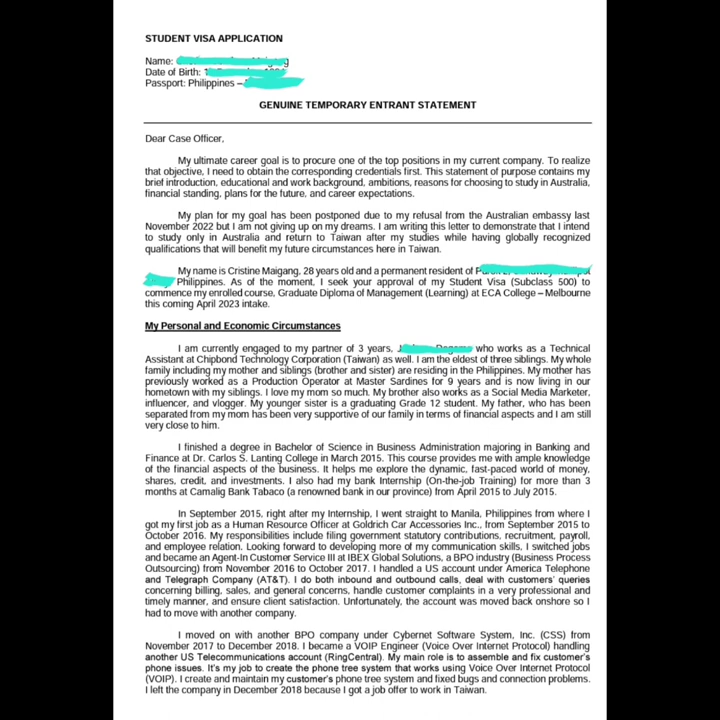 STUDENT VISA APPLICATION
Name:
Date of Birth:
Passport: Philippines –
GENUINE TEMPORARY ENTRANT STATEMENT
Dear Case Officer,
My ultimate career goal is to procure one of the top positions in my current company. To realize
that objective, I need to obtain the corresponding credentials first. This statement of purpose contains my
brief introduction, educational and work background, ambitions, reasons for choosing to study in Australia,
financial standing, plans for the future, and career expectations.
My plan for my goal has been postponed due to my refusal from the Australian embassy last
November 2022 but I am not giving up on my dreams. I am writing this letter to demonstrate that I intend
to study only in Australia and return to Taiwan after my studies while having globally recognized
qualifications that will benefit my future circumstances here in Taiwan.
My name is Cristine Maigang, 28 years old and a permanent resident of
Philippines. As of the moment, I seek your approval of my Student Visa (Subclass 500) to
commence my enrolled course, Graduate Diploma of Management (Learning) at ECA College – Melbourne
this coming April 2023 intake.
My Personal and Economic Circumstances
I am currently engaged to my partner of 3 years, who works as a Technical
Assistant at Chipbond Technology Corporation (Taiwan) as well. I am the eldest of three siblings. My whole
family including my mother and siblings (brother and sister) are residing in the Philippines. My mother has
previously worked as a Production Operator at Master Sardines for 9 years and is now living in our
hometown with my siblings. I love my mom so much. My brother also works as a Social Media Marketer,
influencer, and vlogger. My younger sister is a graduating Grade 12 student. My father, who has been
separated from my mom has been very supportive of our family in terms of financial aspects and I am still
very close to him.
I finished a degree in Bachelor of Science in Business Administration majoring in Banking and
Finance at Dr. Carlos S. Lanting College in March 2015. This course provides me with ample knowledge
of the financial aspects of the business. It helps me explore the dynamic, fast-paced world of money,
shares, credit, and investments. I also had my bank Internship (On-the-job Training) for more than 3
months at Camalig Bank Tabaco (a renowned bank in our province) from April 2015 to July 2015.
In September 2015, right after my Internship, I went straight to Manila, Philippines from where I
got my first job as a Human Resource Officer at Goldrich Car Accessories Inc., from September 2015 to
October 2016. My responsibilities include filing government statutory contributions, recruitment, payroll,
and employee relation. Looking forward to developing more of my communication skills, I switched jobs
and became an Agent-In Customer Service III at IBEX Global Solutions, a BPO industry (Business Process
Outsourcing) from November 2016 to October 2017. I handled a US account under America Telephone
and Telegraph Company (AT&T). I do both inbound and outbound calls, deal with customers' queries
concerning billing, sales, and general concerns, handle customer complaints in a very professional and
timely manner, and ensure client satisfaction. Unfortunately, the account was moved back onshore so I
had to move with another company.
I moved on with another BPO company under Cybernet Software System, Inc. (CSS) from
November 2017 to December 2018. I became a VOIP Engineer (Voice Over Internet Protocol) handling
another US Telecommunications account (RingCentral). My main role is to assemble and fix customer's
phone issues. It's my job to create the phone tree system that works using Voice Over Internet Protocol
(VOIP). I create and maintain my customer's phone tree system and fixed bugs and connection problems.
I left the company in December 2018 because I got a job offer to work in Taiwan.